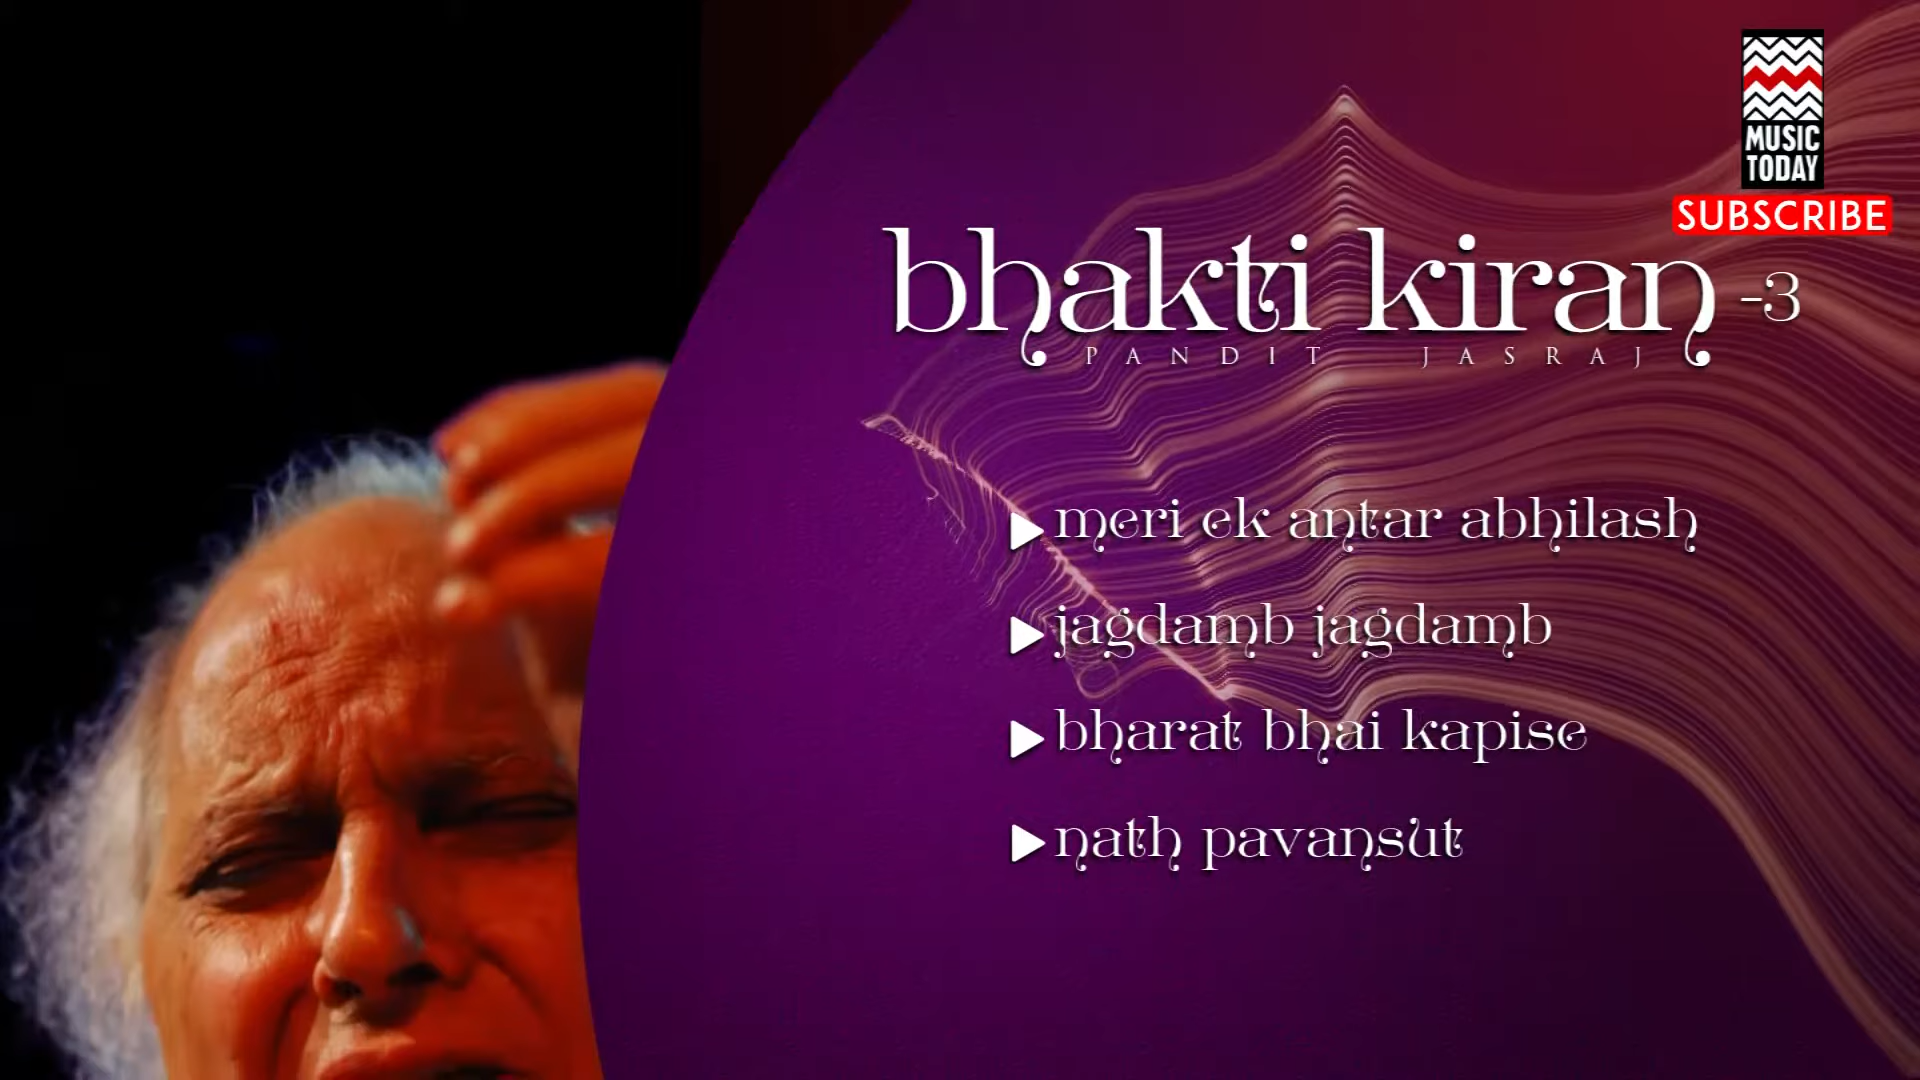 MUSIC
TODAY
SUBSCRIBE
bhakti kiran -3
PANDIT JASRAJ
meri ek antar abhilash
jagdamb jagdamb
bharat bhai kapise
nath pavansut